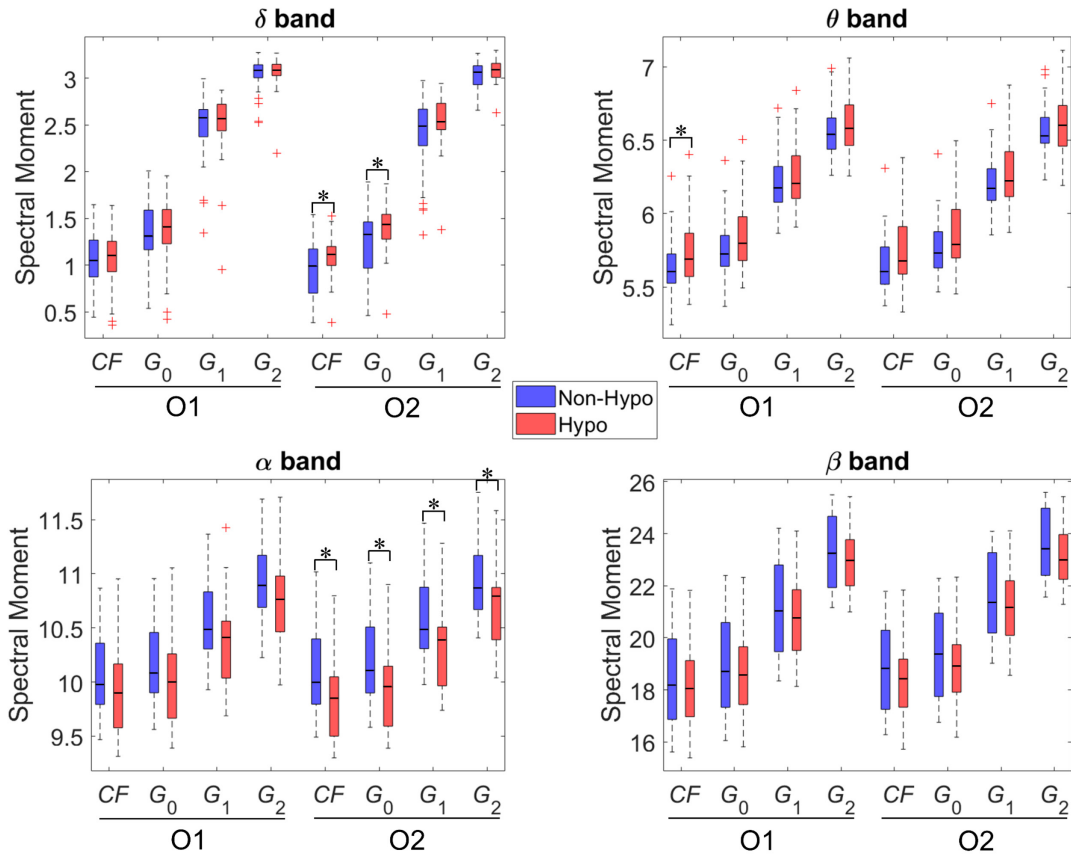 δ band
Spectral Moment
3
2.5
2
1.5
1
0.5
* *
CF G0 G1 G2 CF G0 G1 G2
O1 O2
θ band
Spectral Moment
7
6.5
6
5.5
*
CF G0 G1 G2 CF G0 G1 G2
O1 O2
Non-Hypo
Hypo
α band
Spectral Moment
11.5
11
10.5
10
9.5
* * * *
CF G0 G1 G2 CF G0 G1 G2
O1 O2
β band
Spectral Moment
26
24
22
20
18
16
CF G0 G1 G2 CF G0 G1 G2
O1 O2